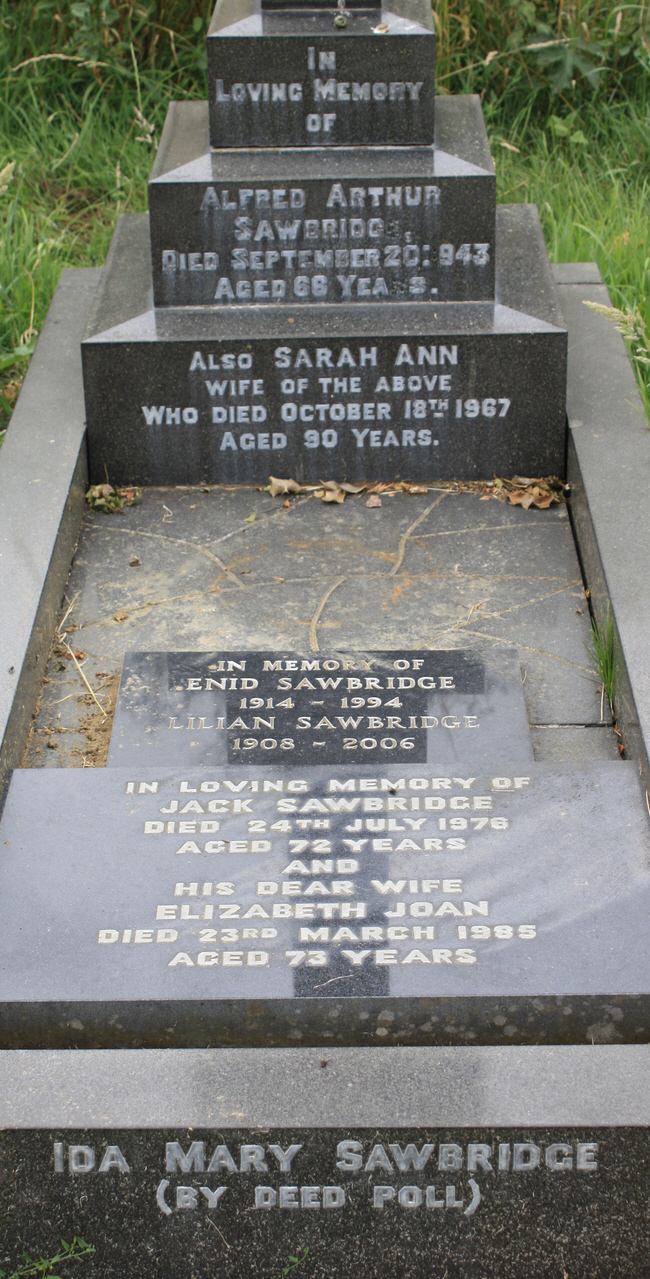 In
Loving Memory
of
Alfred Arthur
Sawbridge,
Died September 20: 943
Aged 66 Years.
Also SARAH ANN
WIFE OF THE ABOVE
Who died October 18TH 1967
Aged 90 Years.
IN MEMORY OF
ENID SAWBRIDGE
1914 - 1994
LILIAN SAWBRIDGE
1908 - 2006
IN LOVING MEMORY OF
JACK SAWBRIDGE
DIED 24TH JULY 1976
AGED 72 YEARS
AND
HIS DEAR WIFE
ELIZABETH JOAN
DIED 23RD MARCH 1985
AGED 73 YEARS
Ida Mary Sawbridge
(BY DEED POLL)